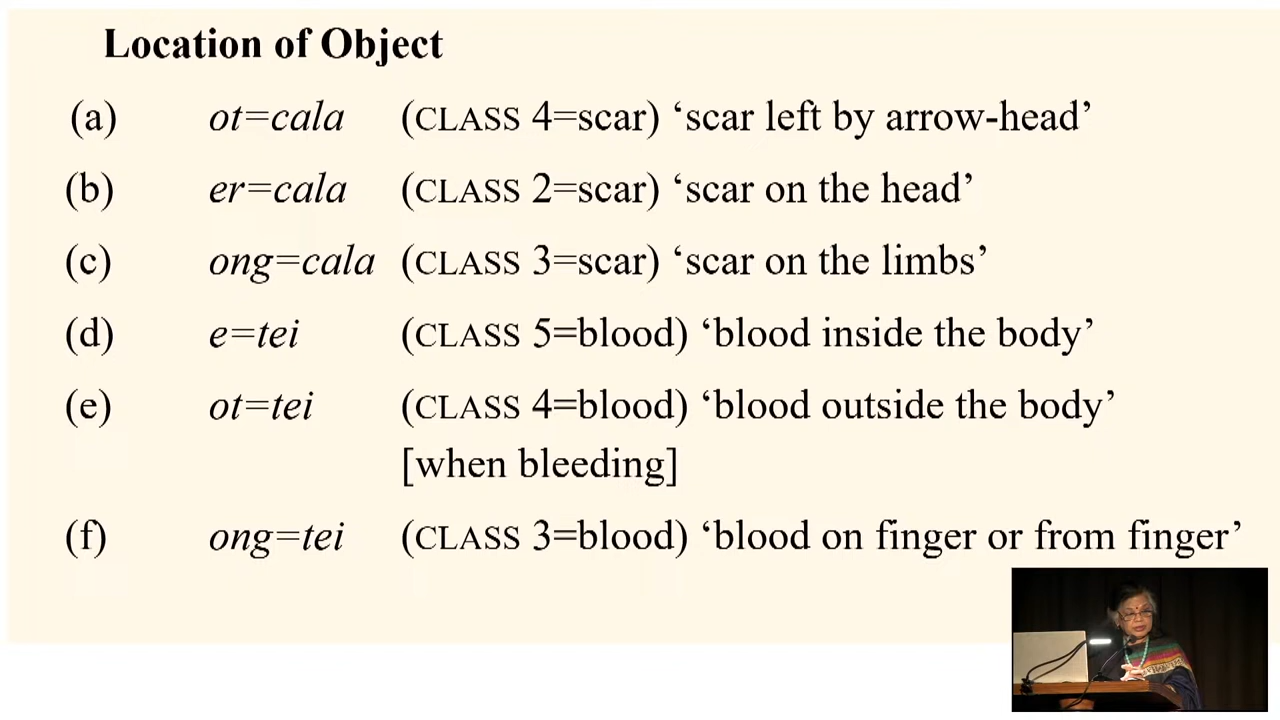 Location of Object
(a) ot=cala (CLASS 4=scar) ‘scar left by arrow-head’
(b) er=cala (CLASS 2=scar) ‘scar on the head’
(c) ong=cala (CLASS 3=scar) ‘scar on the limbs’
(d) e=tei (CLASS 5=blood) ‘blood inside the body’
(e) ot=tei (CLASS 4=blood) ‘blood outside the body’
[when bleeding]
(f) ong=tei (CLASS 3=blood) ‘blood on finger or from finger’